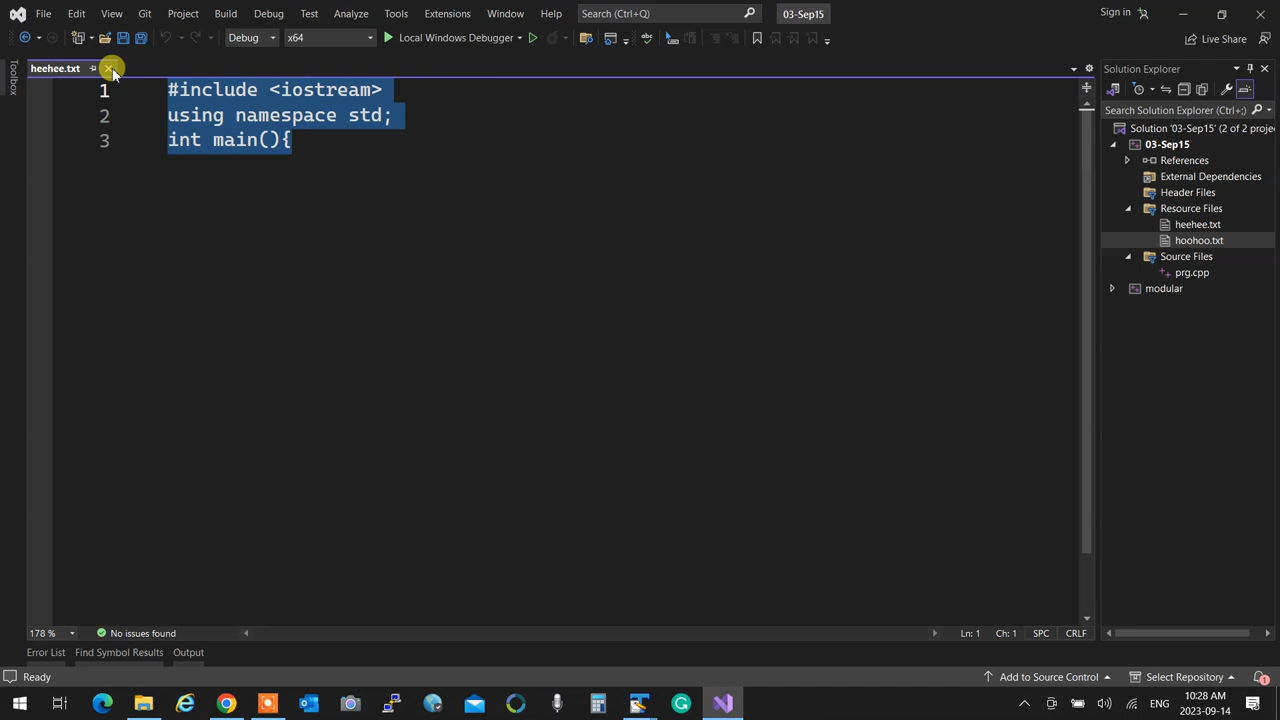 File Edit View Git Project Build Debug Test Analyze Tools Extensions Window Help Search (Ctrl+Q) 03-Sep15 Sign in
Debug x64 Local Windows Debugger Live Share
Toolbox
heehee.txt
1 #include <iostream>
2 using namespace std;
3 int main(){
Solution Explorer
Search Solution Explorer (Ctrl+;)
Solution '03-Sep15' (2 of 2 proje
03-Sep15
References
External Dependencies
Header Files
Resource Files
heehee.txt
hoohoo.txt
Source Files
prg.cpp
modular
178 % No issues found Ln: 1 Ch: 1 SPC CRLF
Error List Find Symbol Results Output
Ready Add to Source Control Select Repository 1
ENG 10:28 AM
2023-09-14